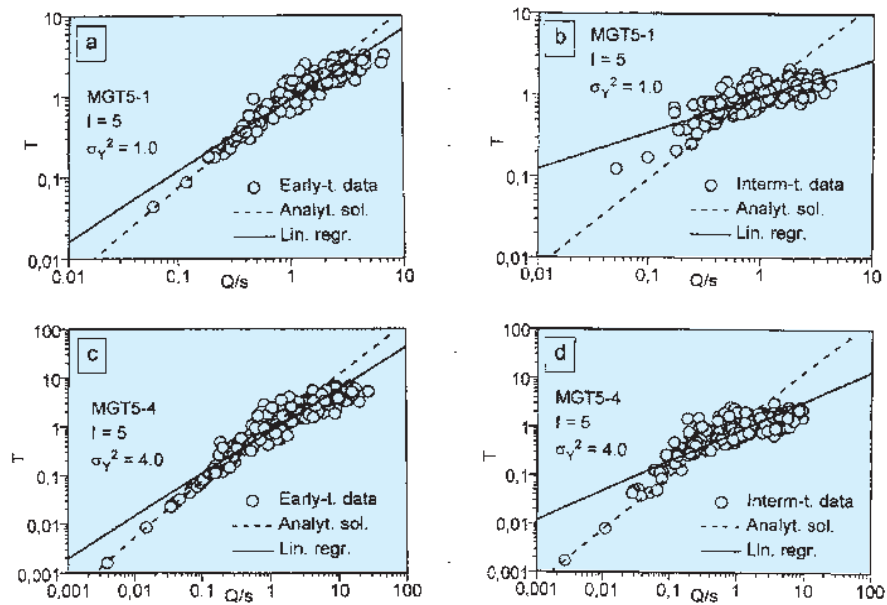 a
MGT5-1
I = 5
σY² = 1.0
Early-t. data
Analyt. sol.
Lin. regr.
T
10
1
0,1
0,01
0.01
0,1
1
10
Q/s
b
MGT5-1
I = 5
σY² = 1.0
Interm-t. data
Analyt. sol.
Lin. regr.
T
10
1
0.1
0,01
0,01
0,1
1
10
Q/s
c
MGT5-4
I = 5
σY² = 4.0
Early-t. data
Analyt. sol.
Lin. regr.
T
100
10
1
0,1
0,01
0,001
0,001
0,01
0,1
1
10
100
Q/s
d
MGT5-4
I = 5
σY² = 4.0
Interm-t. data
Analyt. sol.
Lin. regr.
T
100
10
1
0,1
0,01
0,001
0,001
0,01
0,1
1
10
100
Q/s